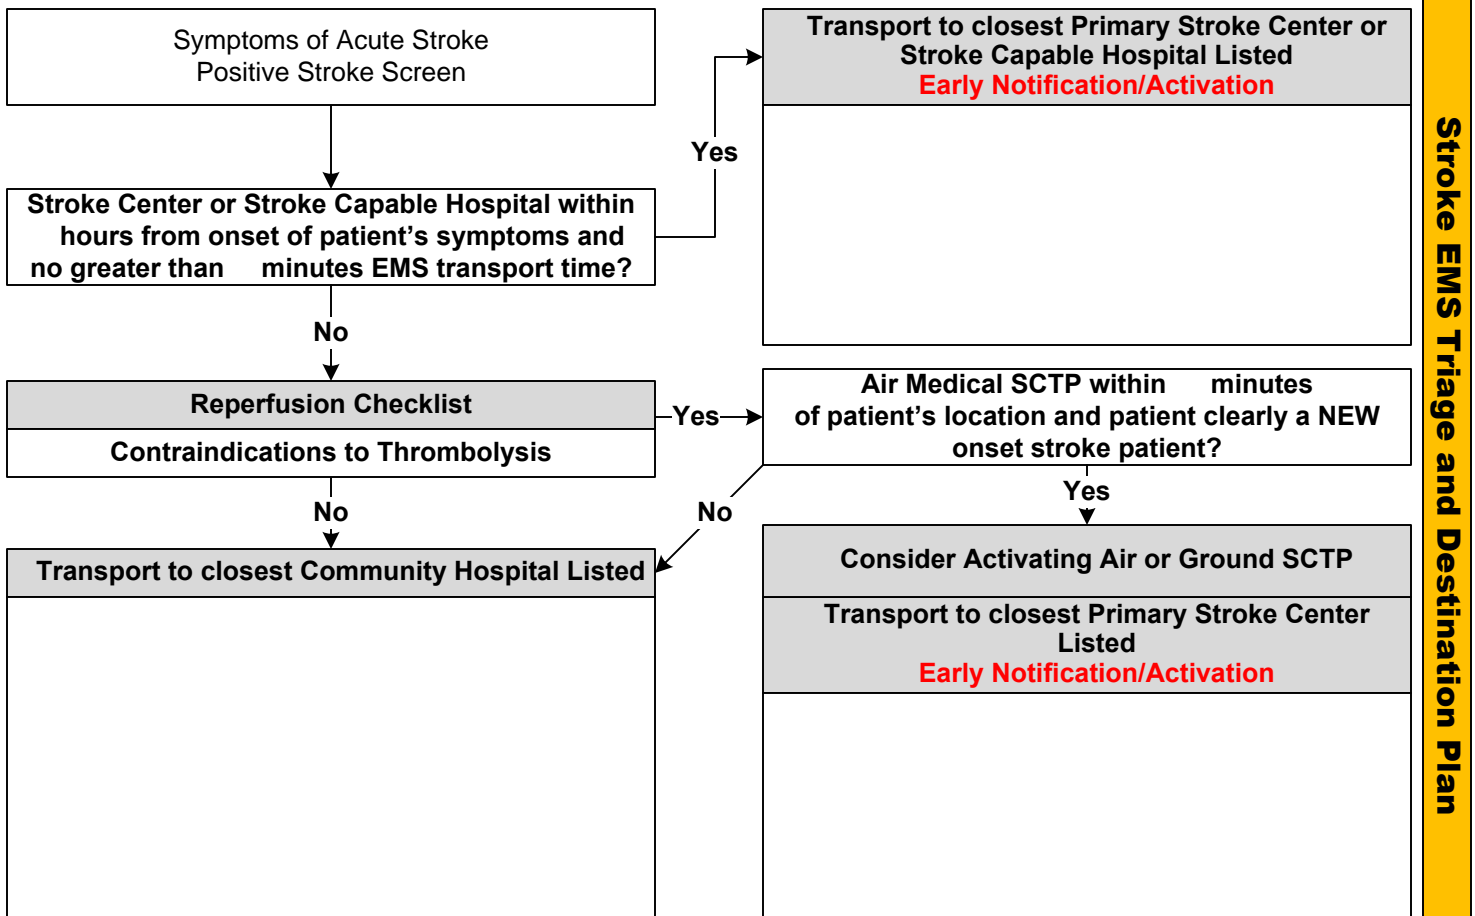 Symptoms of Acute Stroke
Positive Stroke Screen
Transport to closest Primary Stroke Center or
Stroke Capable Hospital Listed
Early Notification/Activation
Yes
Stroke Center or Stroke Capable Hospital within
hours from onset of patient's symptoms and
no greater than minutes EMS transport time?
No
Reperfusion Checklist
Contraindications to Thrombolysis
Yes
Air Medical SCTP within minutes
of patient's location and patient clearly a NEW
onset stroke patient?
No
No
Yes
Transport to closest Community Hospital Listed
Consider Activating Air or Ground SCTP
Transport to closest Primary Stroke Center
Listed
Early Notification/Activation
Stroke EMS Triage and Destination Plan